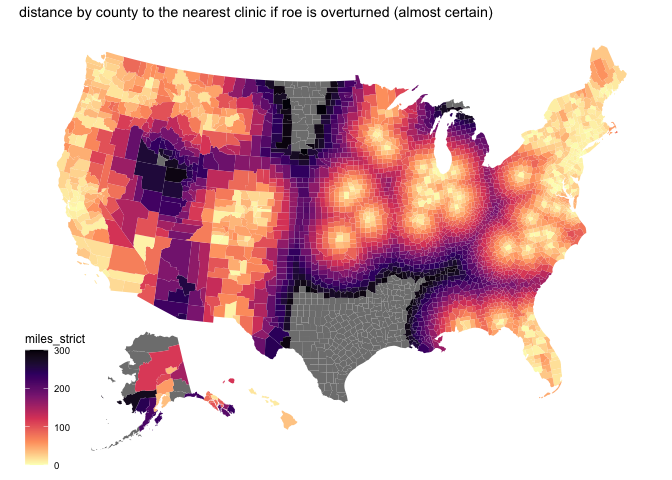 distance by county to the nearest clinic if roe is overturned (almost certain)
miles_strict
300
200
100
0